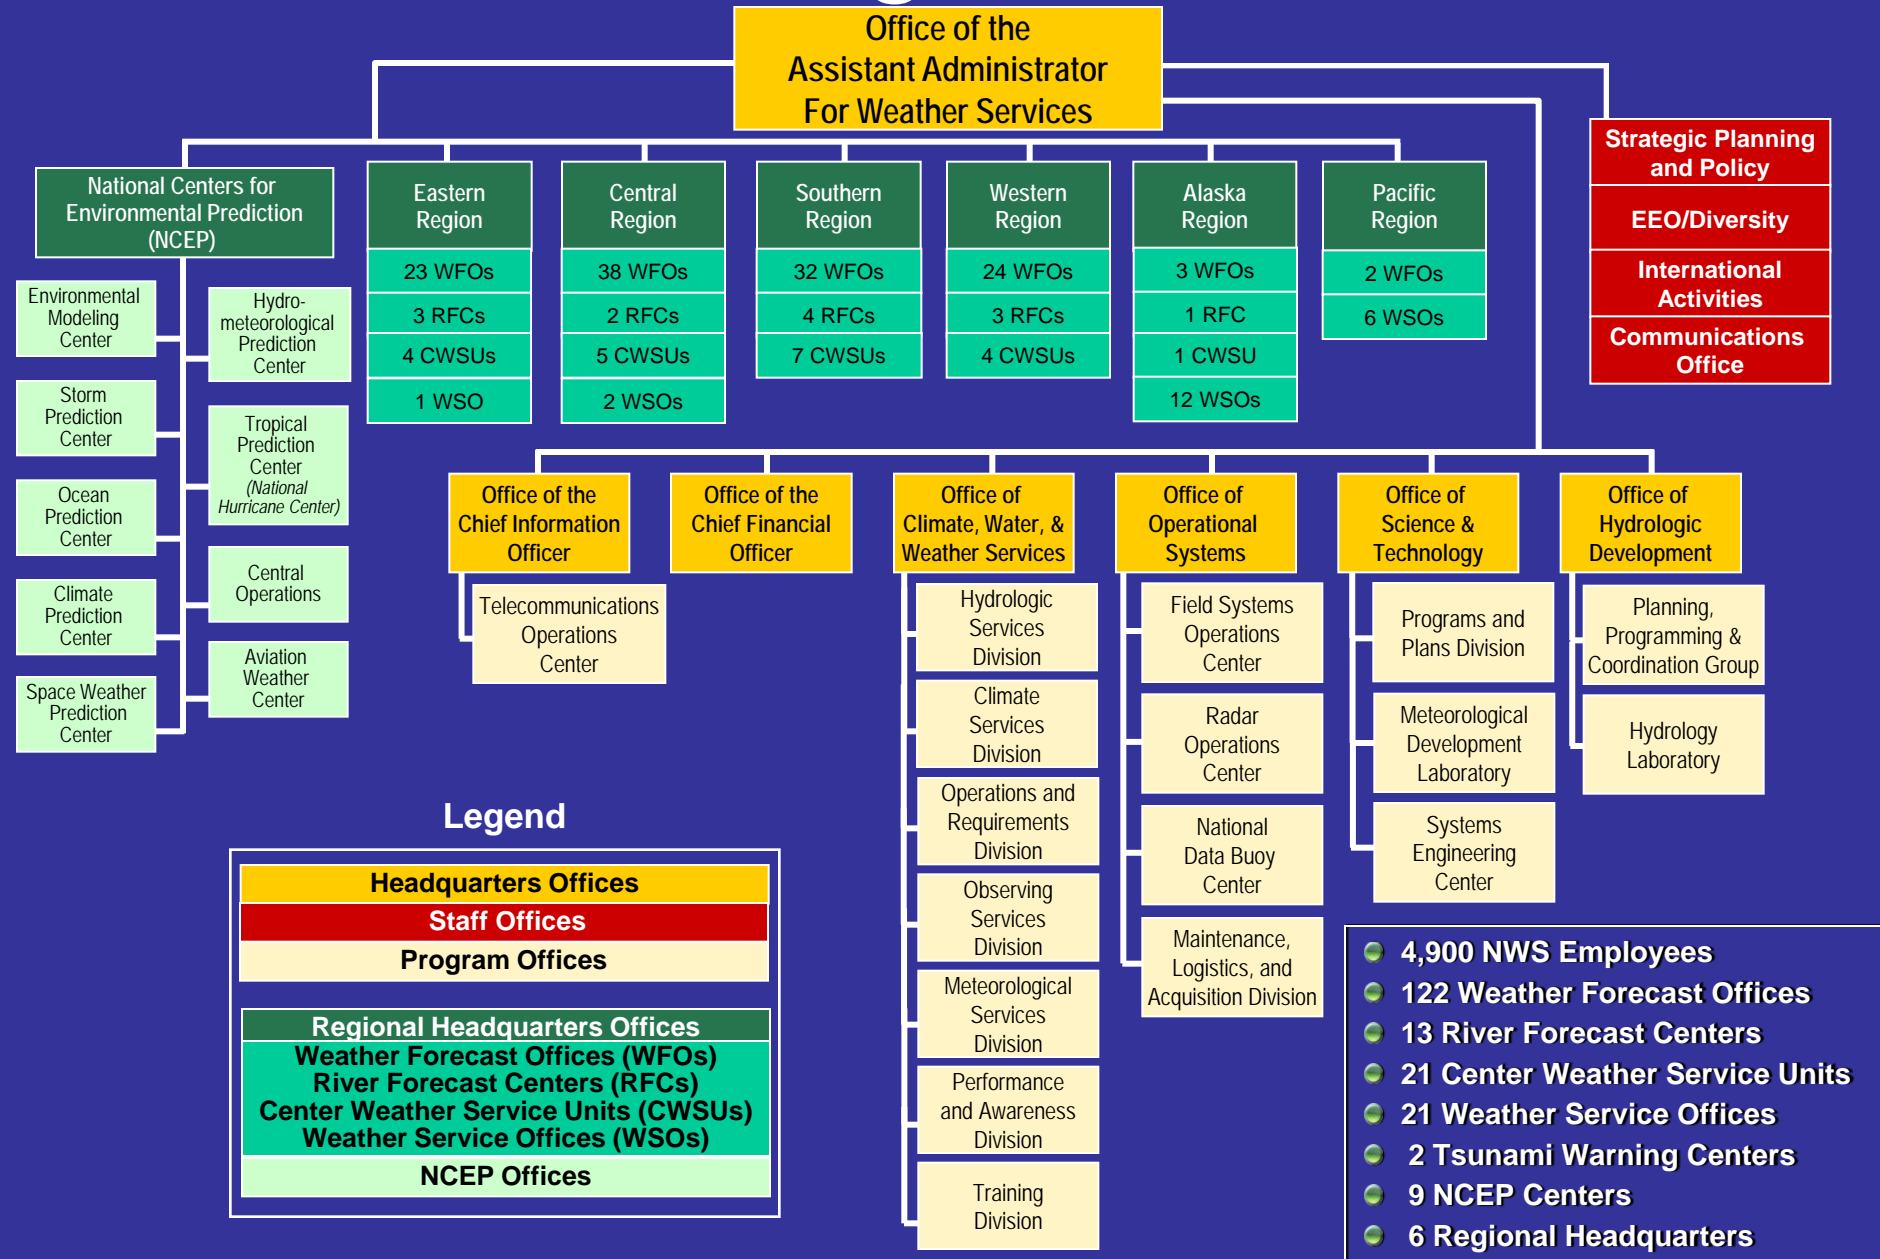 Office of the
Assistant Administrator
For Weather Services
Strategic Planning
and Policy
EEO/Diversity
International
Activities
Communications
Office
National Centers for
Environmental Prediction
(NCEP)
Eastern
Region
23 WFOs
3 RFCs
4 CWSUs
1 WSO
Central
Region
38 WFOs
2 RFCs
5 CWSUs
2 WSOs
Southern
Region
32 WFOs
4 RFCs
7 CWSUs
Western
Region
24 WFOs
3 RFCs
4 CWSUs
Alaska
Region
3 WFOs
1 RFC
1 CWSU
12 WSOs
Pacific
Region
2 WFOs
6 WSOs
Environmental
Modeling
Center
Hydro-
meteorological
Prediction
Center
Storm
Prediction
Center
Tropical
Prediction
Center
(National
Hurricane Center)
Ocean
Prediction
Center
Central
Operations
Climate
Prediction
Center
Aviation
Weather
Center
Space Weather
Prediction
Center
Office of the
Chief Information
Officer
Telecommunications
Operations
Center
Office of the
Chief Financial
Officer
Office of
Climate, Water, &
Weather Services
Hydrologic
Services
Division
Climate
Services
Division
Operations and
Requirements
Division
Observing
Services
Division
Meteorological
Services
Division
Performance
and Awareness
Division
Training
Division
Office of
Operational
Systems
Field Systems
Operations
Center
Radar
Operations
Center
National
Data Buoy
Center
Maintenance,
Logistics, and
Acquisition Division
Office of
Science &
Technology
Programs and
Plans Division
Meteorological
Development
Laboratory
Systems
Engineering
Center
Office of
Hydrologic
Development
Planning,
Programming &
Coordination Group
Hydrology
Laboratory
Legend
Headquarters Offices
Staff Offices
Program Offices
Regional Headquarters Offices
Weather Forecast Offices (WFOs)
River Forecast Centers (RFCs)
Center Weather Service Units (CWSUs)
Weather Service Offices (WSOs)
NCEP Offices
4,900 NWS Employees
122 Weather Forecast Offices
13 River Forecast Centers
21 Center Weather Service Units
21 Weather Service Offices
2 Tsunami Warning Centers
9 NCEP Centers
6 Regional Headquarters